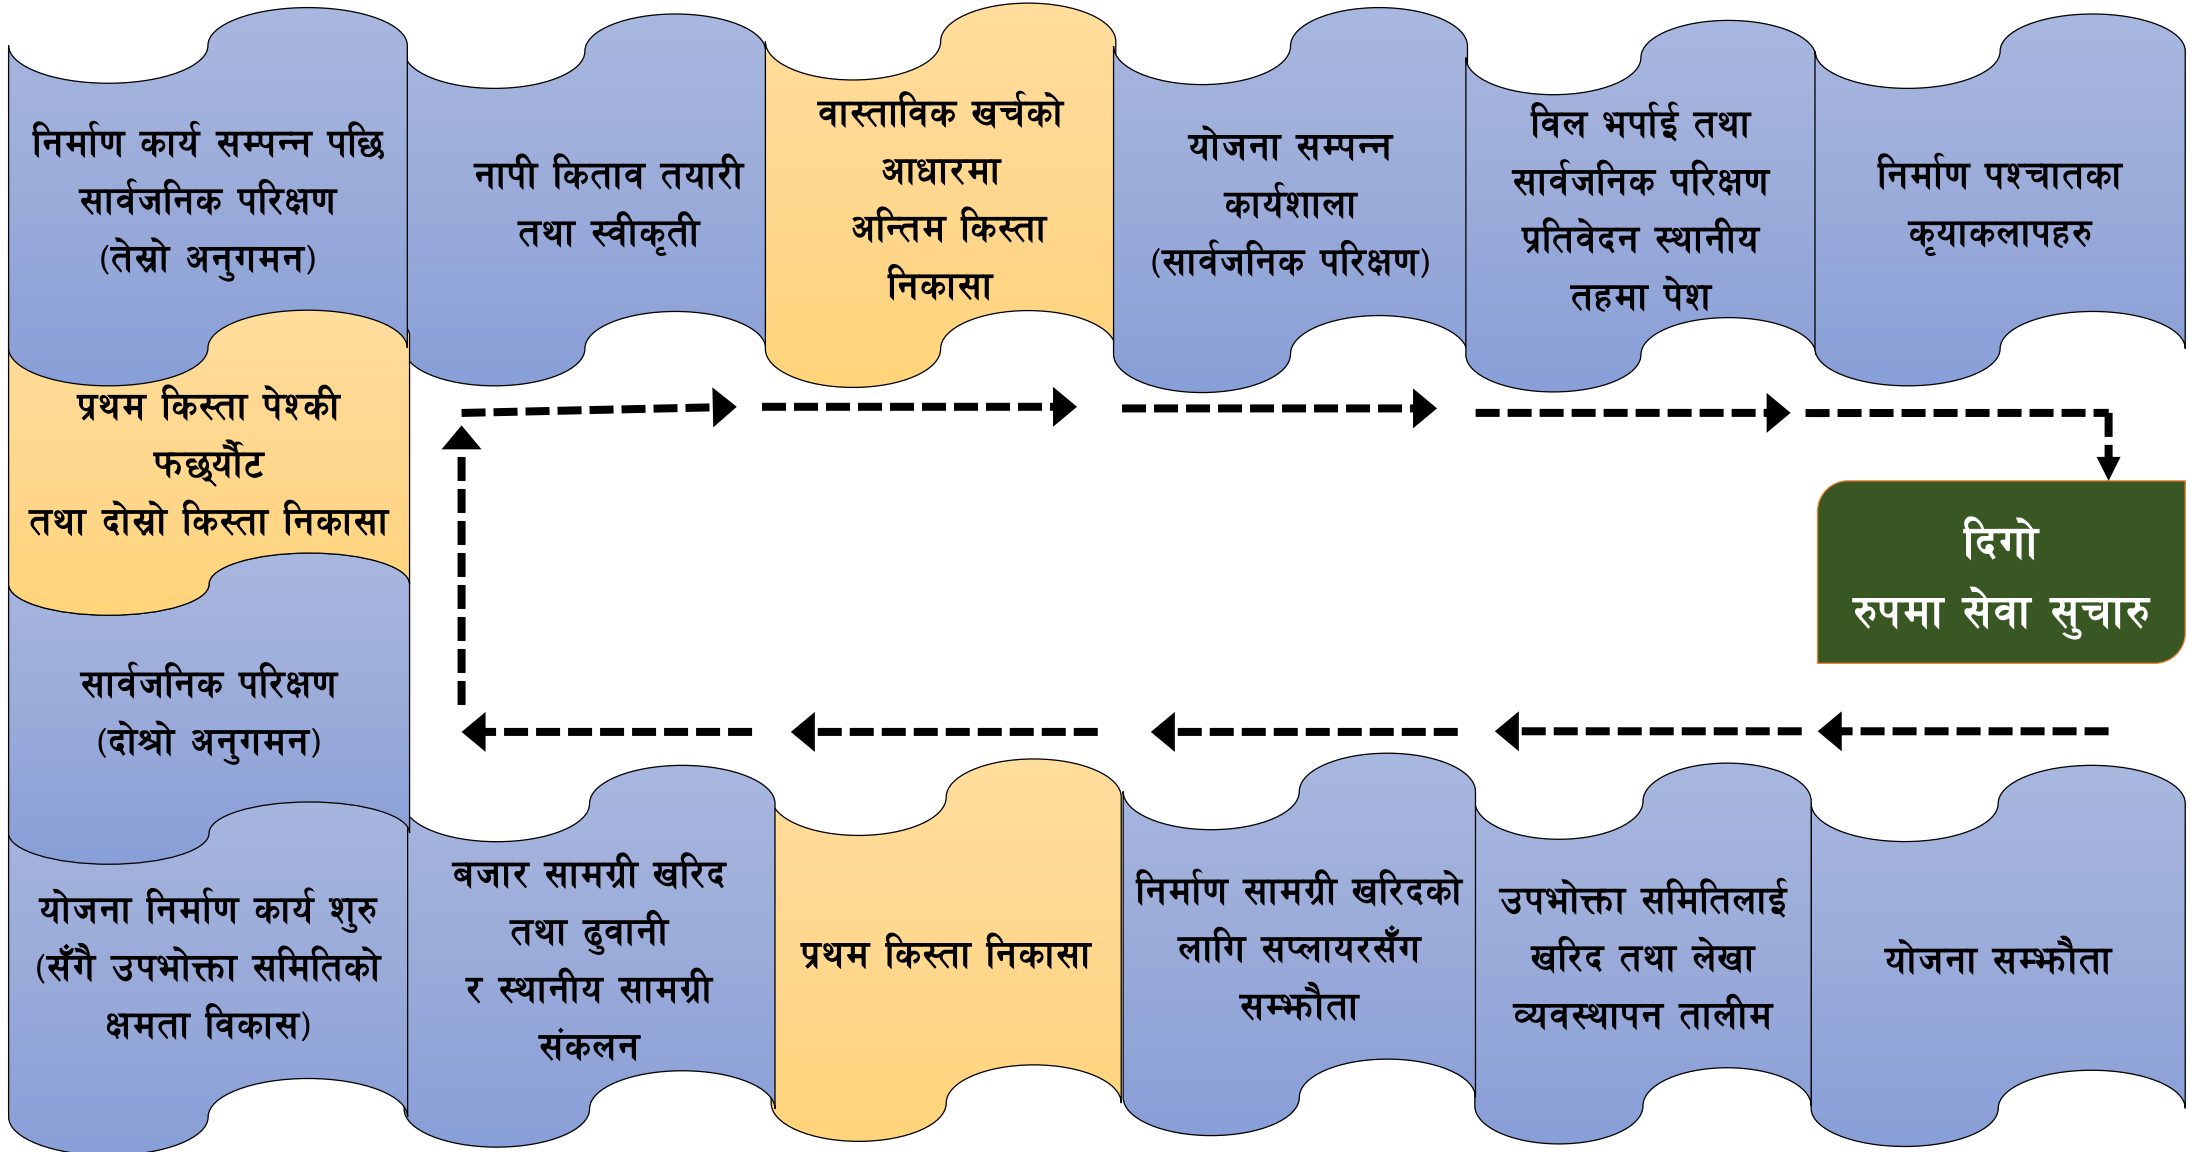 निर्माण कार्य सम्पन्न पछि
सार्वजनिक परिक्षण
(तेस्रो अनुगमन)
नापी किताव तयारी
तथा स्वीकृती
वास्ताविक खर्चको
आधारमा
अन्तिम किस्ता
निकासा
योजना सम्पन्न
कार्यशाला
(सार्वजनिक परिक्षण)
विल भर्पाई तथा
सार्वजनिक परिक्षण
प्रतिवेदन स्थानीय
तहमा पेश
निर्माण पश्चातका
कृयाकलापहरु
प्रथम किस्ता पेश्की
फछ्र्यौट
तथा दोस्रो किस्ता निकासा
दिगो
रुपमा सेवा सुचारु
सार्वजनिक परिक्षण
(दोश्रो अनुगमन)
योजना निर्माण कार्य शुरु
(सँगै उपभोक्ता समितिको
क्षमता विकास)
बजार सामग्री खरिद
तथा ढुवानी
र स्थानीय सामग्री
संकलन
प्रथम किस्ता निकासा
निर्माण सामग्री खरिदको
लागि सप्लायरसँग
सम्झौता
उपभोक्ता समितिलाई
खरिद तथा लेखा
व्यवस्थापन तालीम
योजना सम्झौता